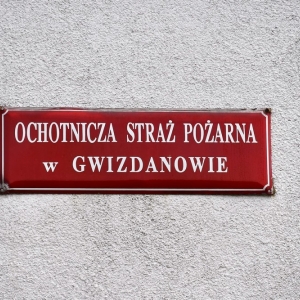 OCHOTNICZA STRAŻ POŻARNA
w GWIZDANOWIE